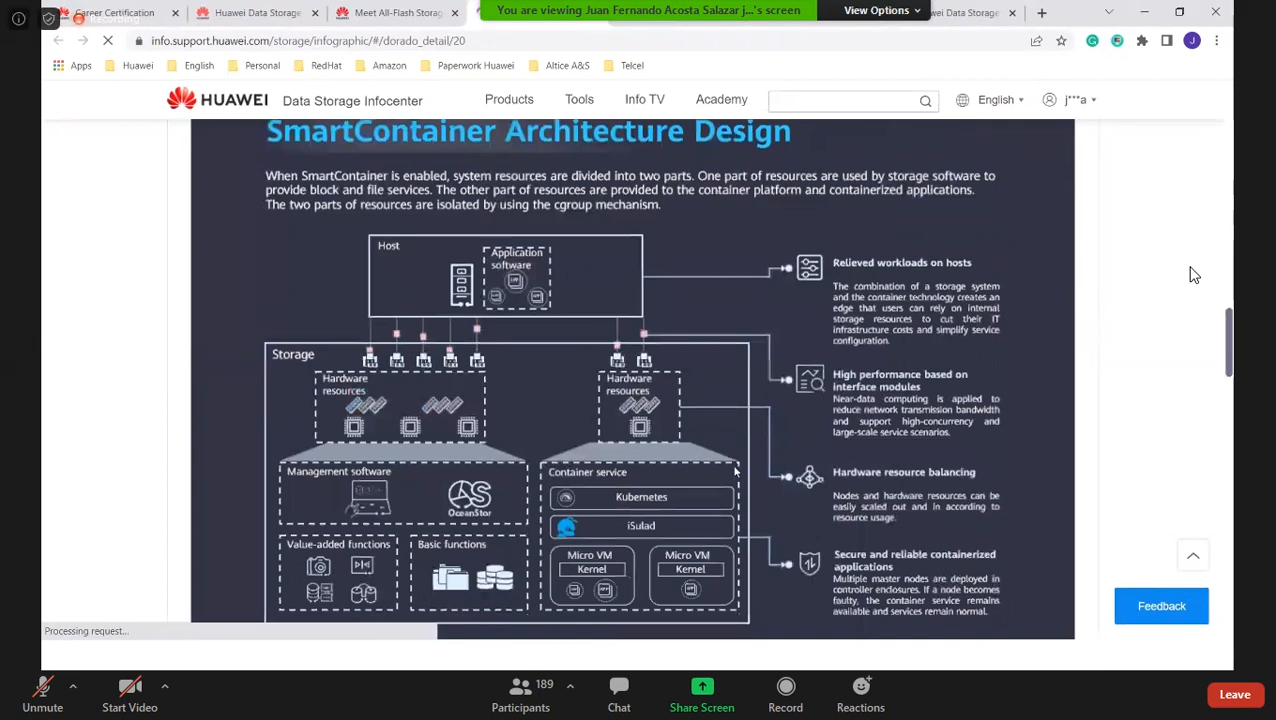 Career Certification
Huawei Data Storage
Meet All-Flash Storag
Recording
You are viewing Juan Fernando Acosta Salazar j...'s screen
View Options
wei Data Storage
info.support.huawei.com/storage/infographic/#/dorado_detail/20
J
Apps
Huawei
English
Personal
RedHat
Amazon
Paperwork Huawei
Altice A&S
Telcel
HUAWEI
Data Storage Infocenter
Products
Tools
Info TV
Academy
English
j***a
SmartContainer Architecture Design
When SmartContainer is enabled, system resources are divided into two parts. One part of resources are used by storage software to
provide block and file services. The other part of resources are provided to the container platform and containerized applications.
The two parts of resources are isolated by using the cgroup mechanism.
Host
Application
software
Storage
Hardware
resources
Hardware
resources
Management software
OceanStor
Value-added functions
Basic functions
Container service
Kubernetes
iSulad
Micro VM
Kernel
Micro VM
Kernel
Relieved workloads on hosts
The combination of a storage system
and the container technology creates an
edge that users can rely on internal
storage resources to cut their IT
infrastructure costs and simplify service
configuration.
High performance based on
interface modules
Near-data computing is applied to
reduce network transmission bandwidth
and support high-concurrency and
large-scale service scenarios.
Hardware resource balancing
Nodes and hardware resources can be
easily scaled out and in according to
resource usage.
Secure and reliable containerized
applications
Multiple master nodes are deployed in
controller enclosures. If a node becomes
faulty, the container service remains
available and services remain normal.
Feedback
Processing request...
Unmute
Start Video
189
Participants
Chat
Share Screen
Record
Reactions
Leave